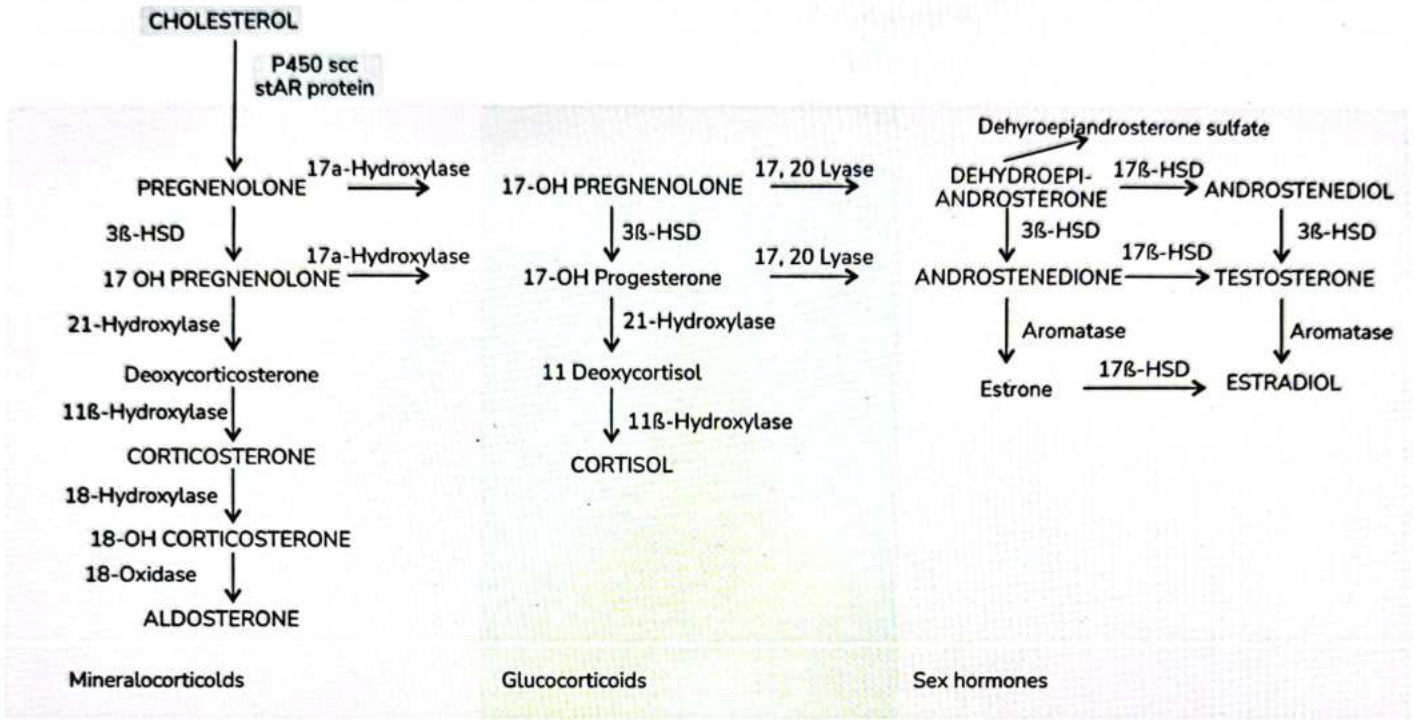 CHOLESTEROL
P450 scc
stAR protein
Dehyroepiandrosterone sulfate
PREGNENOLONE
17a-Hydroxylase
17-OH PREGNENOLONE
17, 20 Lyase
DEHYDROEPI-
ANDROSTERONE
17ß-HSD
ANDROSTENEDIOL
3ß-HSD
3ß-HSD
3ß-HSD
3ß-HSD
17 OH PREGNENOLONE
17a-Hydroxylase
17-OH Progesterone
17, 20 Lyase
ANDROSTENEDIONE
17ß-HSD
TESTOSTERONE
21-Hydroxylase
21-Hydroxylase
Aromatase
Aromatase
Deoxycorticosterone
11 Deoxycortisol
Estrone
17ß-HSD
ESTRADIOL
11ß-Hydroxylase
11ß-Hydroxylase
CORTICOSTERONE
CORTISOL
18-Hydroxylase
18-OH CORTICOSTERONE
18-Oxidase
ALDOSTERONE
Mineralocorticolds
Glucocorticoids
Sex hormones